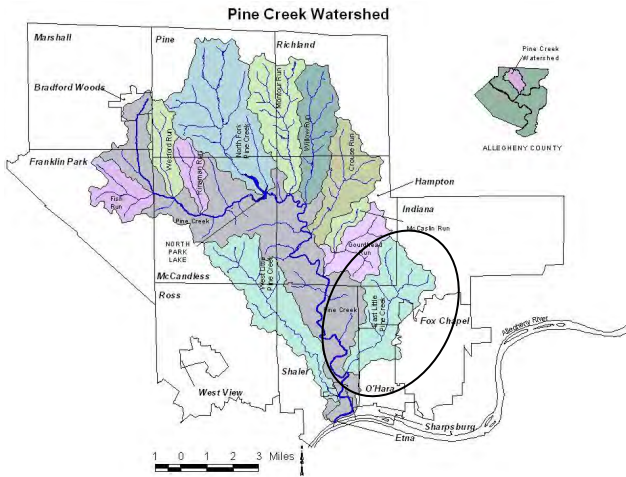 Pine Creek Watershed
Marshall
Pine
Richland
Pine Creek
Watershed
ALLEGHENY COUNTY
Bradford Woods
Franklin Park
Fish
Run
Wexford Run
Rinaman Run
North Fork
Pine Creek
Montour Run
Willow Run
Crouse Run
Hampton
Indiana
McCaslin Run
Gourdhead
Run
Pine Creek
NORTH
PARK
LAKE
McCandless
West Little
Pine Creek
Ross
Pine Creek
East Little
Pine Creek
Fox Chapel
Allegheny River
West View
Shaler
O'Hara
Sharpsburg
Etna
1 0 1 2 3 Miles